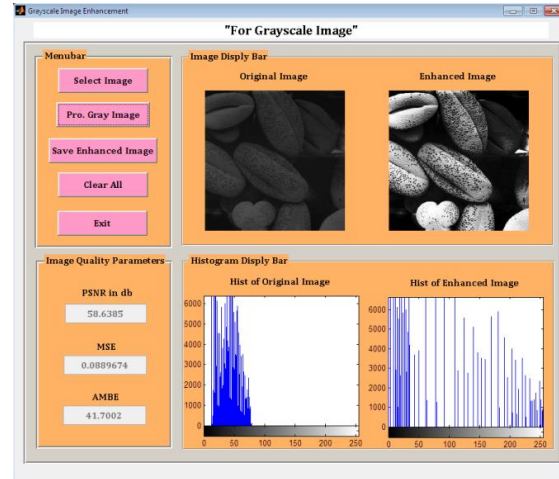 Grayscale Image Enhancement
"For Grayscale Image"
Menubar
Select Image
Pro. Gray Image
Save Enhanced Image
Clear All
Exit
Image Disply Bar
Original Image
Enhanced Image
Image Quality Parameters
PSNR in db
58.6385
MSE
0.0889674
AMBE
41.7002
Histogram Disply Bar
Hist of Original Image
6000
5000
4000
3000
2000
1000
0
0 50 100 150 200 250
Hist of Enhanced Image
6000
5000
4000
3000
2000
1000
0
0 50 100 150 200 250